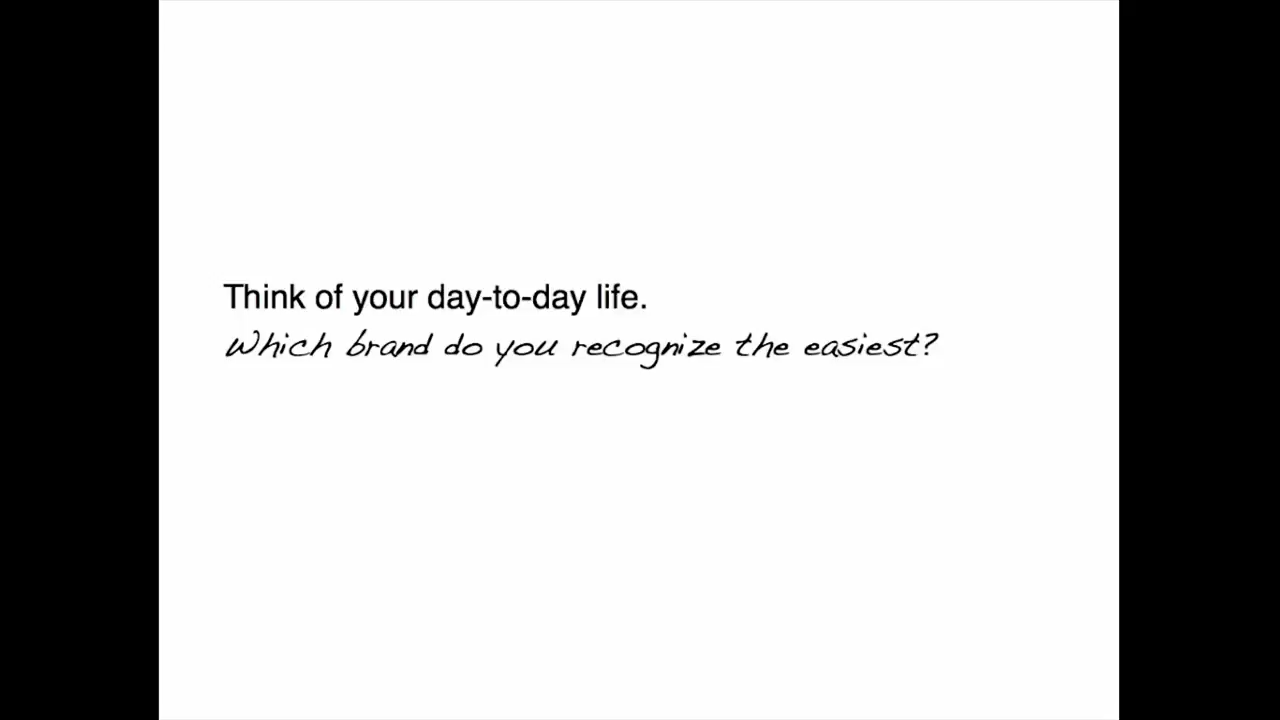 Think of your day-to-day life.
Which brand do you recognize the easiest?